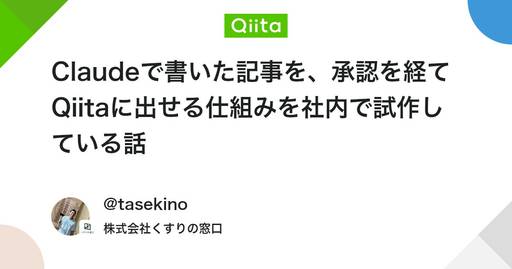 Qiita
Claudeで書いた記事を、承認を経て
Qiitaに出せる仕組みを社内で試作し
ている話
@tasekino
株式会社くすりの窓口